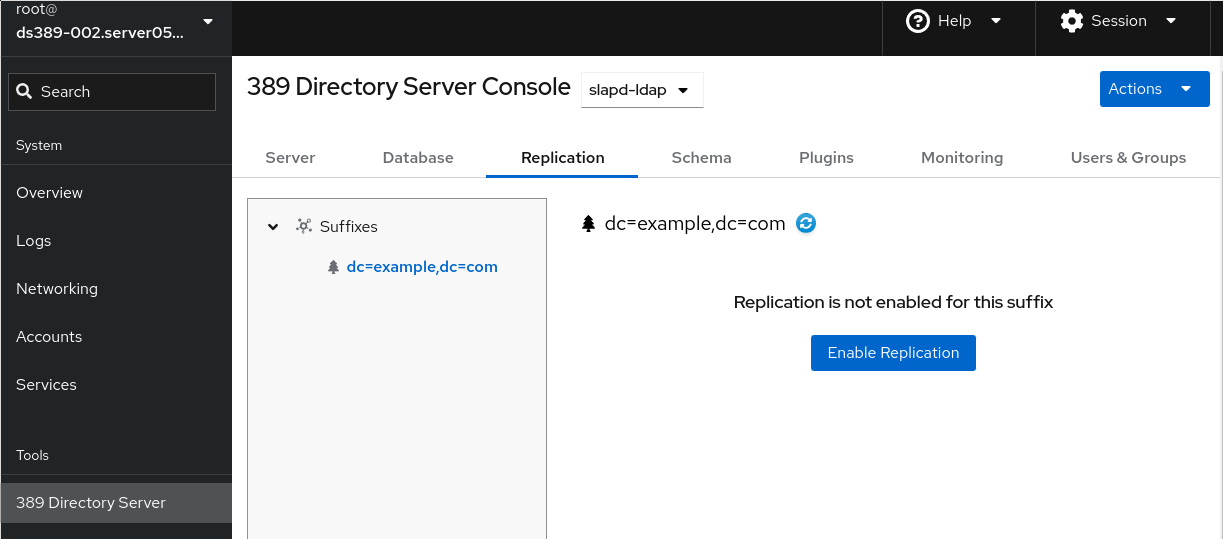 root@
ds389-002.server05...
Search
System
Overview
Logs
Networking
Accounts
Services
Tools
389 Directory Server
Help
Session
389 Directory Server Console
slapd-ldap
Actions
Server
Database
Replication
Schema
Plugins
Monitoring
Users & Groups
Suffixes
dc=example,dc=com
dc=example,dc=com
Replication is not enabled for this suffix
Enable Replication